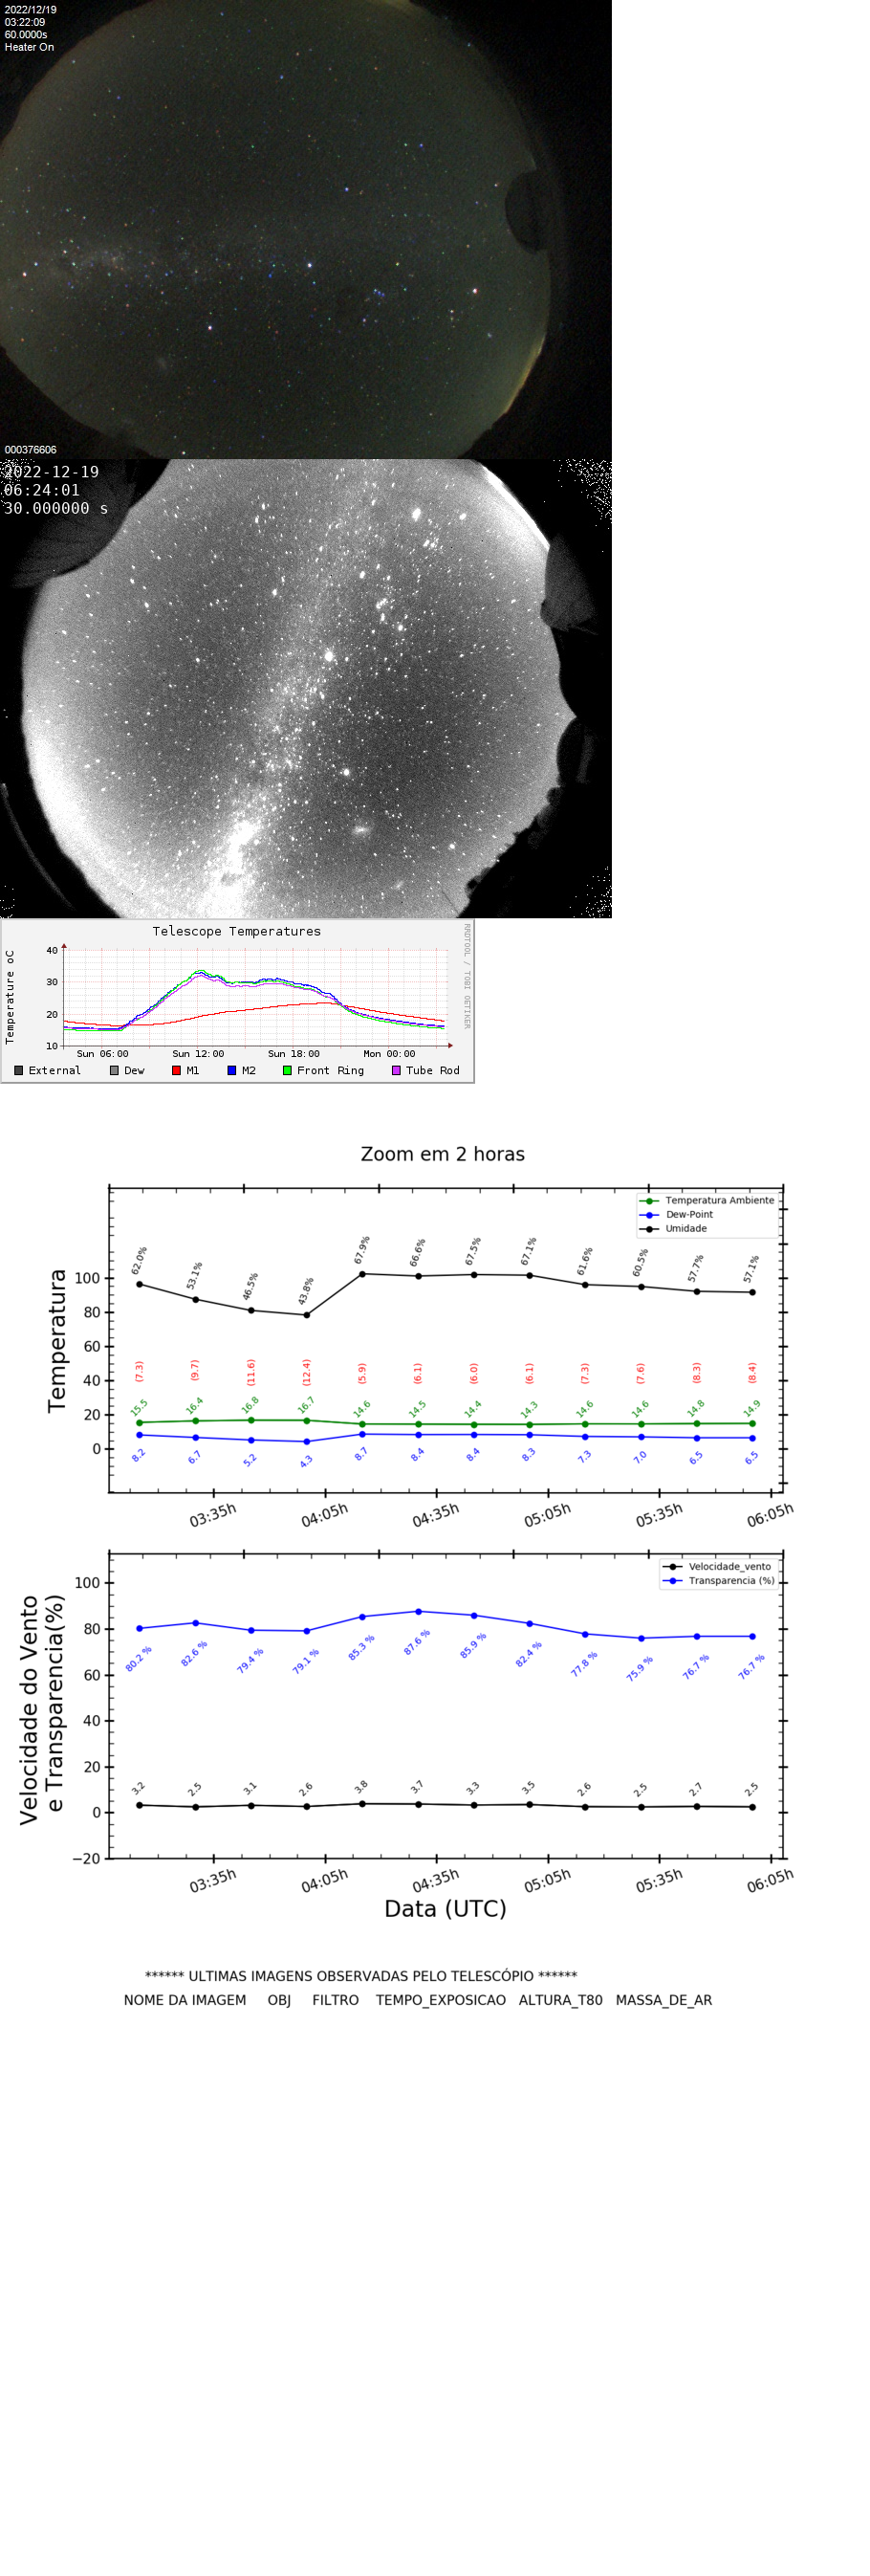 2022/12/19
03:22:09
60.0000s
Heater On
000376606
2022-12-19
06:24:01
30.000000 s
Telescope Temperatures
RRDTOOL / TOBI OETIKER
Temperature oC
40
30
20
10
Sun 06:00 Sun 12:00 Sun 18:00 Mon 00:00
External Dew M1 M2 Front Ring Tube Rod
Zoom em 2 horas
Temperatura Ambiente
Dew-Point
Umidade
Temperatura
100
80
60
40
20
0
62.0% 53.1% 46.5% 43.8% 67.9% 66.6% 67.5% 67.1% 61.6% 60.5% 57.7% 57.1%
(7.3) (9.7) (11.6) (12.4) (5.9) (6.1) (6.0) (6.1) (7.3) (7.6) (8.3) (8.4)
15.5 16.4 16.8 16.7 14.6 14.5 14.4 14.3 14.6 14.6 14.8 14.9
8.2 6.7 5.2 4.3 8.7 8.4 8.4 8.3 7.3 7.0 6.5 6.5
03:35h 04:05h 04:35h 05:05h 05:35h 06:05h
Velocidade_vento
Transparencia (%)
Velocidade do Vento
e Transparencia(%)
100
80
60
40
20
0
−20
80.2 % 82.6 % 79.4 % 79.1 % 85.3 % 87.6 % 85.9 % 82.4 % 77.8 % 75.9 % 76.7 % 76.7 %
3.2 2.5 3.1 2.6 3.8 3.7 3.3 3.5 2.6 2.5 2.7 2.5
03:35h 04:05h 04:35h 05:05h 05:35h 06:05h
Data (UTC)
****** ULTIMAS IMAGENS OBSERVADAS PELO TELESCÓPIO ******
NOME DA IMAGEM OBJ FILTRO TEMPO_EXPOSICAO ALTURA_T80 MASSA_DE_AR